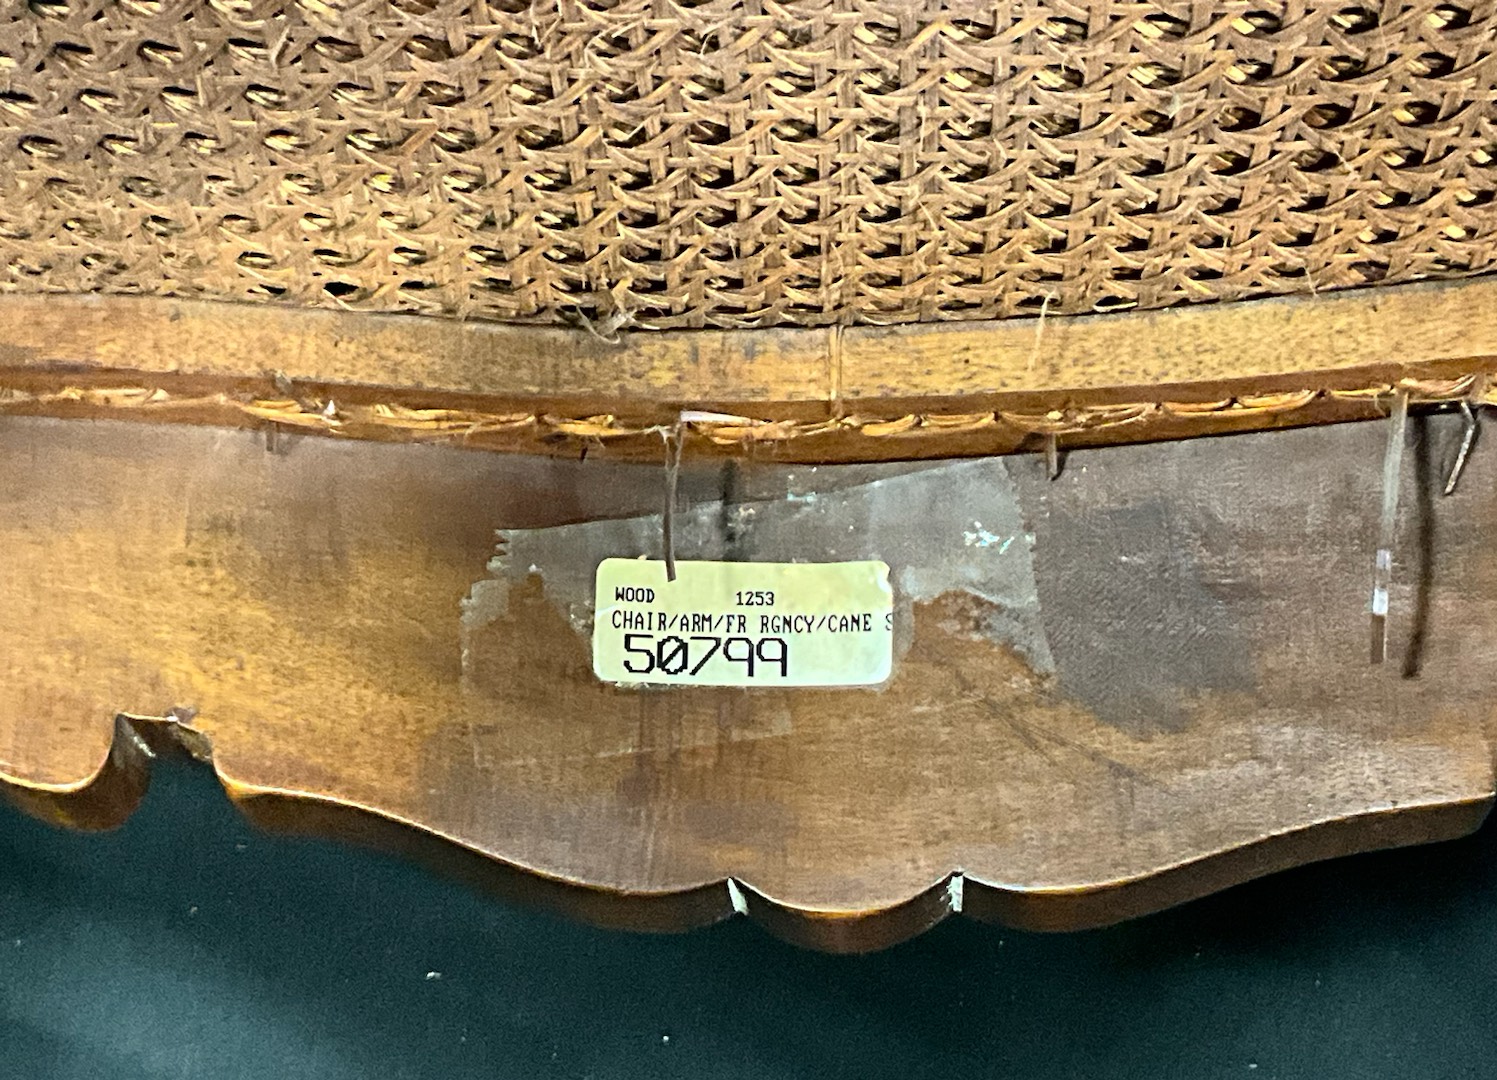 WOOD 1253
CHAIR/ARM/FR RGNCY/CANE S
50799